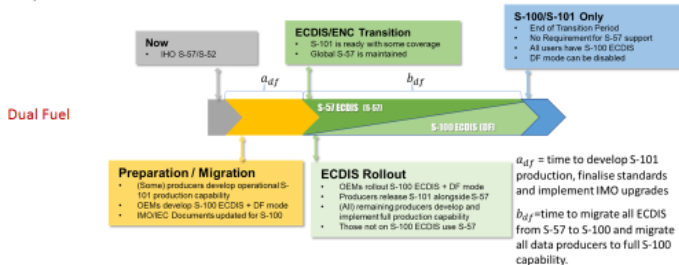 S-100/S-101 Only
• End of Transition Period
• No Requirement for S-57 support
• All users have S-100 ECDIS
• DF mode can be disabled
ECDIS/ENC Transition
• S-101 is ready with some coverage
• Global S-57 is maintained
Now
• IHO S-57/S-52
a_df
b_df
Dual Fuel
S-57 ECDIS (S-57)
S-100 ECDIS (DF)
Preparation / Migration
• (Some) producers develop operational S-
101 production capability
• OEMs develop S-100 ECDIS + DF mode
• IMO/IEC Documents updated for S-100
ECDIS Rollout
• OEMs rollout S-100 ECDIS + DF mode
• Producers release S-101 alongside S-57
• (All) remaining producers develop and
implement full production capability
• Those not on S-100 ECDIS use S-57
a_df = time to develop S-101
production, finalise standards
and implement IMO upgrades
b_df=time to migrate all ECDIS
from S-57 to S-100 and migrate
all data producers to full S-100
capability.